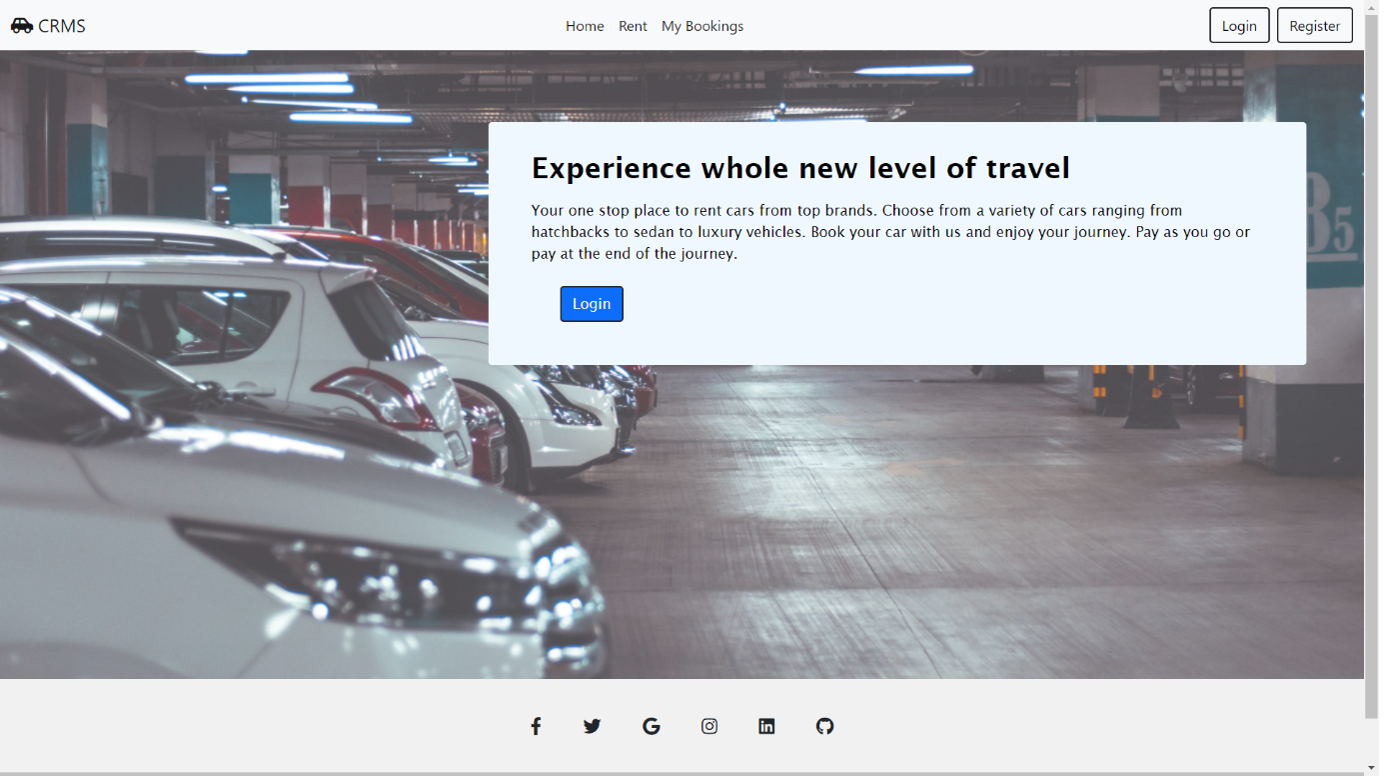 CRMS
Home Rent My Bookings
Login Register
Experience whole new level of travel
Your one stop place to rent cars from top brands. Choose from a variety of cars ranging from
hatchbacks to sedan to luxury vehicles. Book your car with us and enjoy your journey. Pay as you go or
pay at the end of the journey.
Login
B5